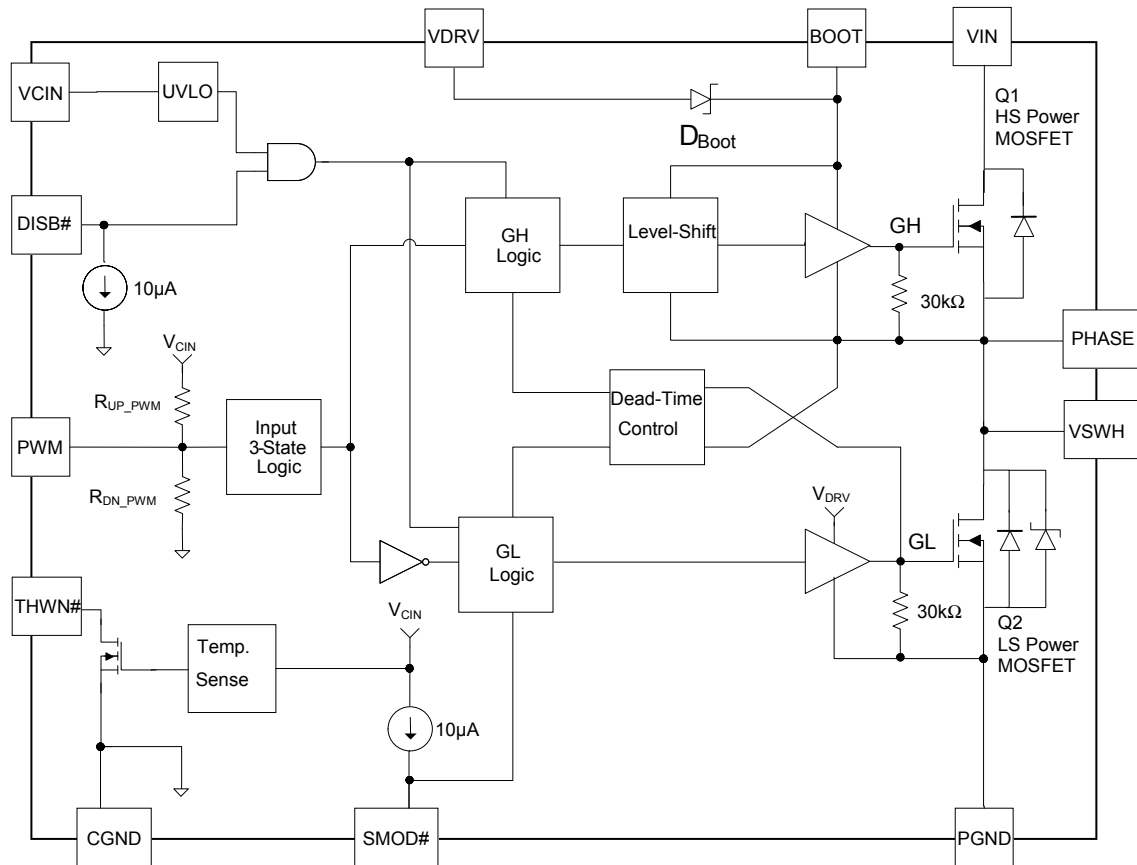 VDRV
BOOT
VIN
VCIN
UVLO
Q1
HS Power
MOSFET
DBoot
DISB#
GH
Logic
Level-Shift
GH
10µA
30kΩ
VCIN
PHASE
RUP_PWM
Dead-Time
Control
PWM
Input
3-State
Logic
VSWH
RDN_PWM
VDRV
GL
Logic
GL
THWN#
VCIN
30kΩ
Temp.
Sense
Q2
LS Power
MOSFET
10µA
CGND
SMOD#
PGND